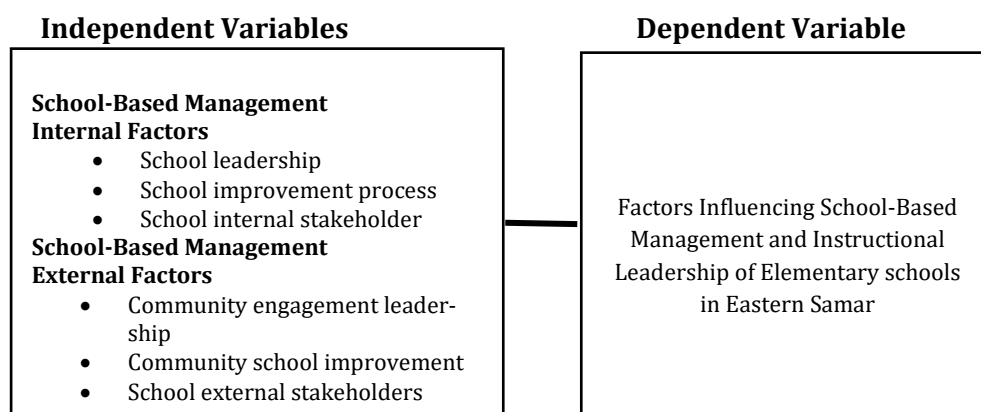 Independent Variables
School-Based Management
Internal Factors
• School leadership
• School improvement process
• School internal stakeholder
School-Based Management
External Factors
• Community engagement leader-
ship
• Community school improvement
• School external stakeholders
Dependent Variable
Factors Influencing School-Based
Management and Instructional
Leadership of Elementary schools
in Eastern Samar